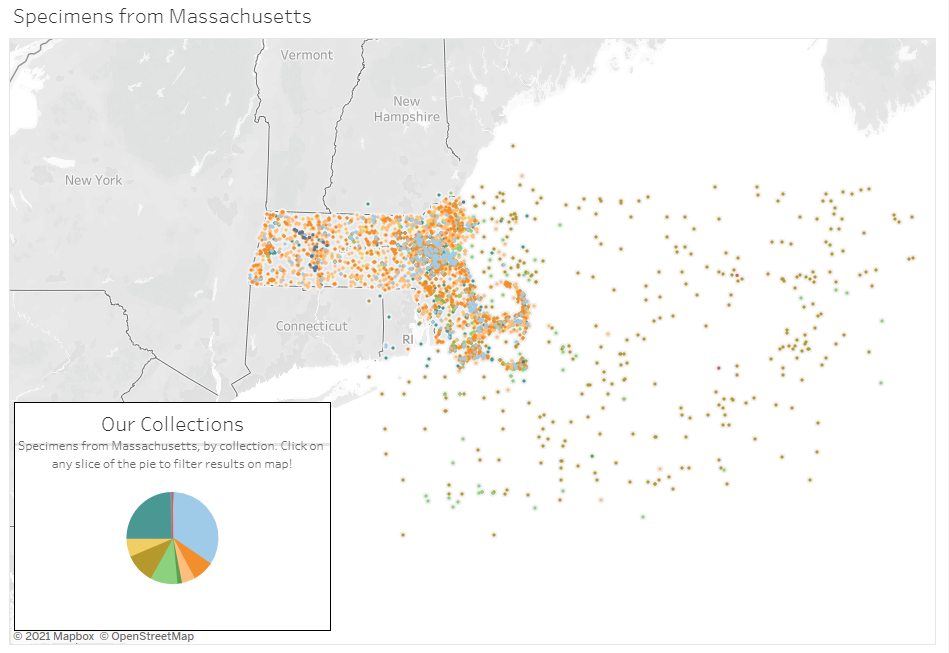 Specimens from Massachusetts
Vermont
New
Hampshire
New York
Connecticut
RI
Our Collections
Specimens from Massachusetts, by collection. Click on
any slice of the pie to filter results on map!
© 2021 Mapbox © OpenStreetMap